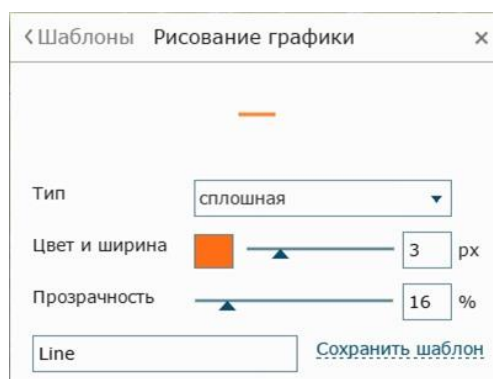 Шаблоны Рисование графики ×
Тип сплошная
Цвет и ширина 3 px
Прозрачность 16 %
Line Сохранить шаблон